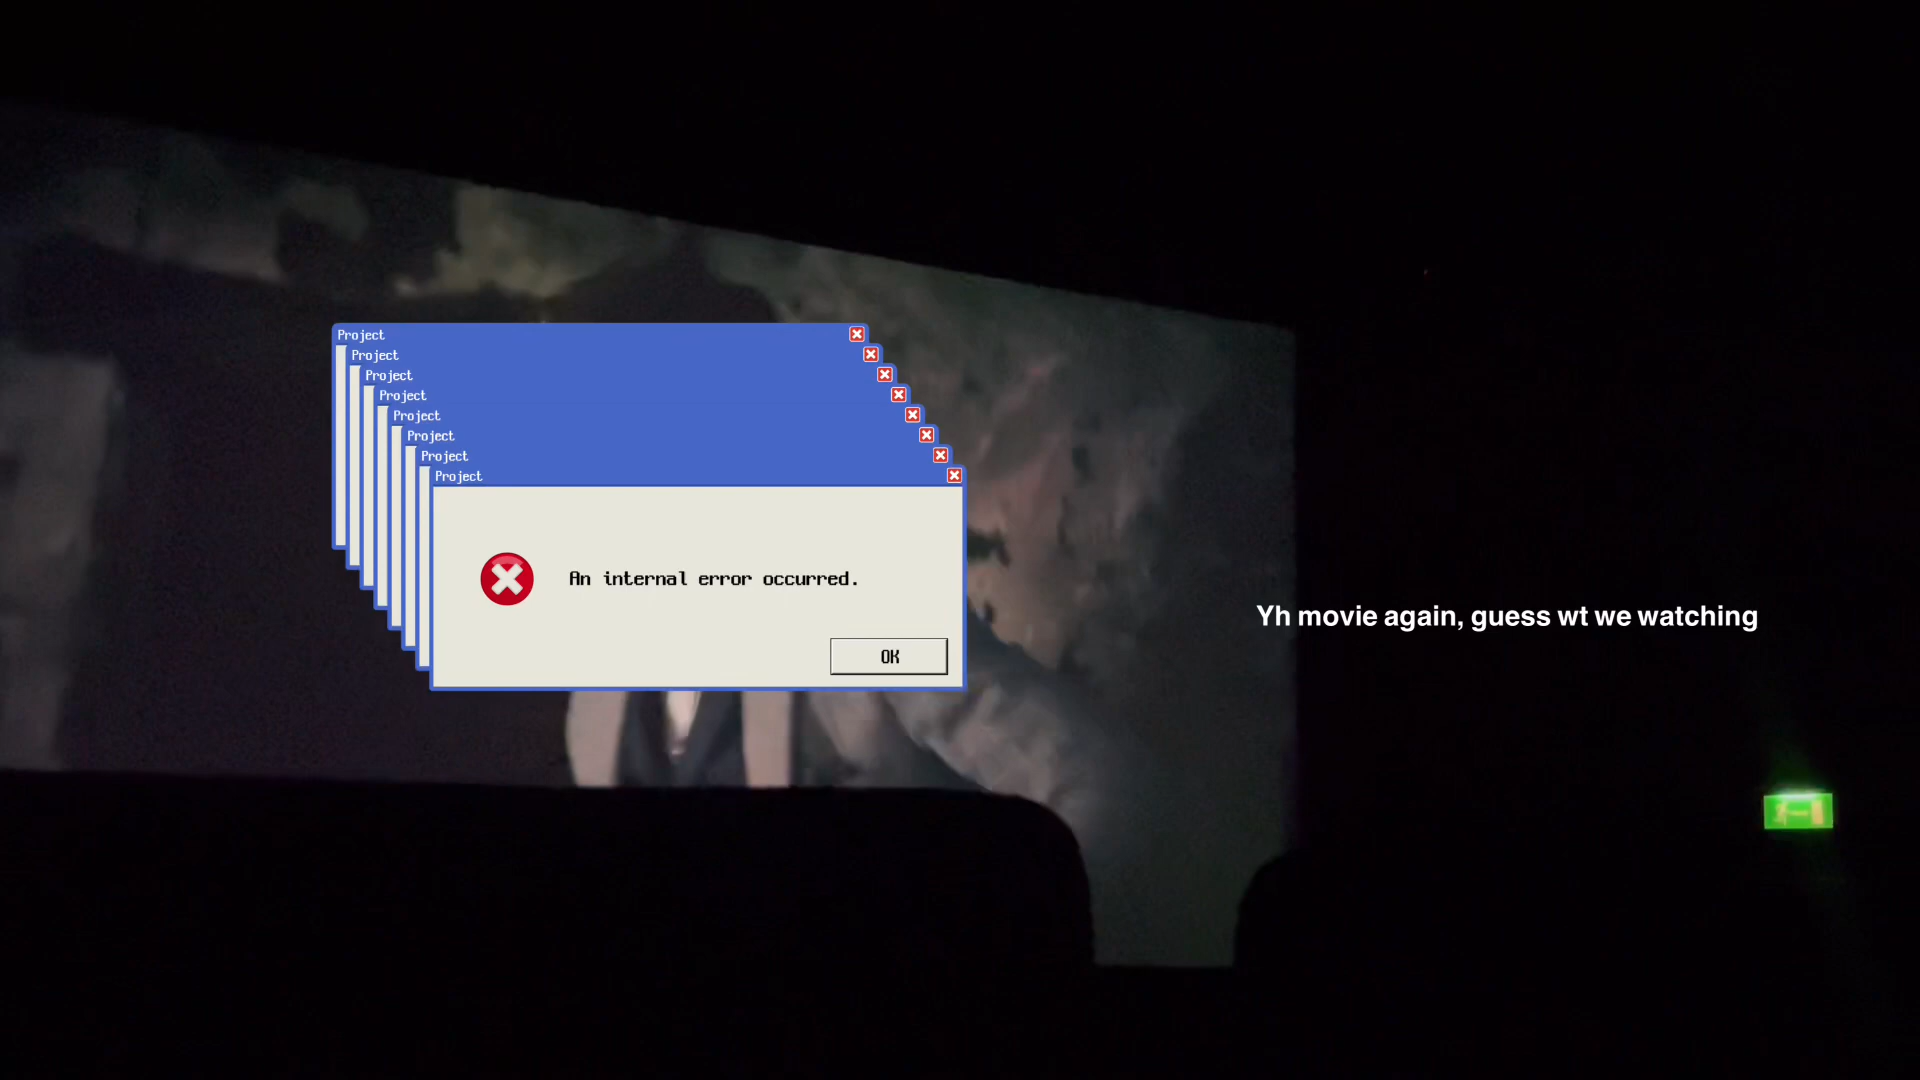 Project
Project
Project
Project
Project
Project
Project
Project
An internal error occurred.
OK
Yh movie again, guess wt we watching